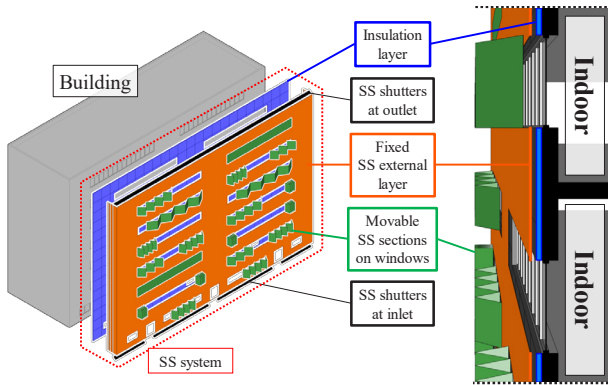 Building
Insulation
layer
SS shutters
at outlet
Fixed
SS external
layer
Movable
SS sections
on windows
SS shutters
at inlet
SS system
Indoor
Indoor